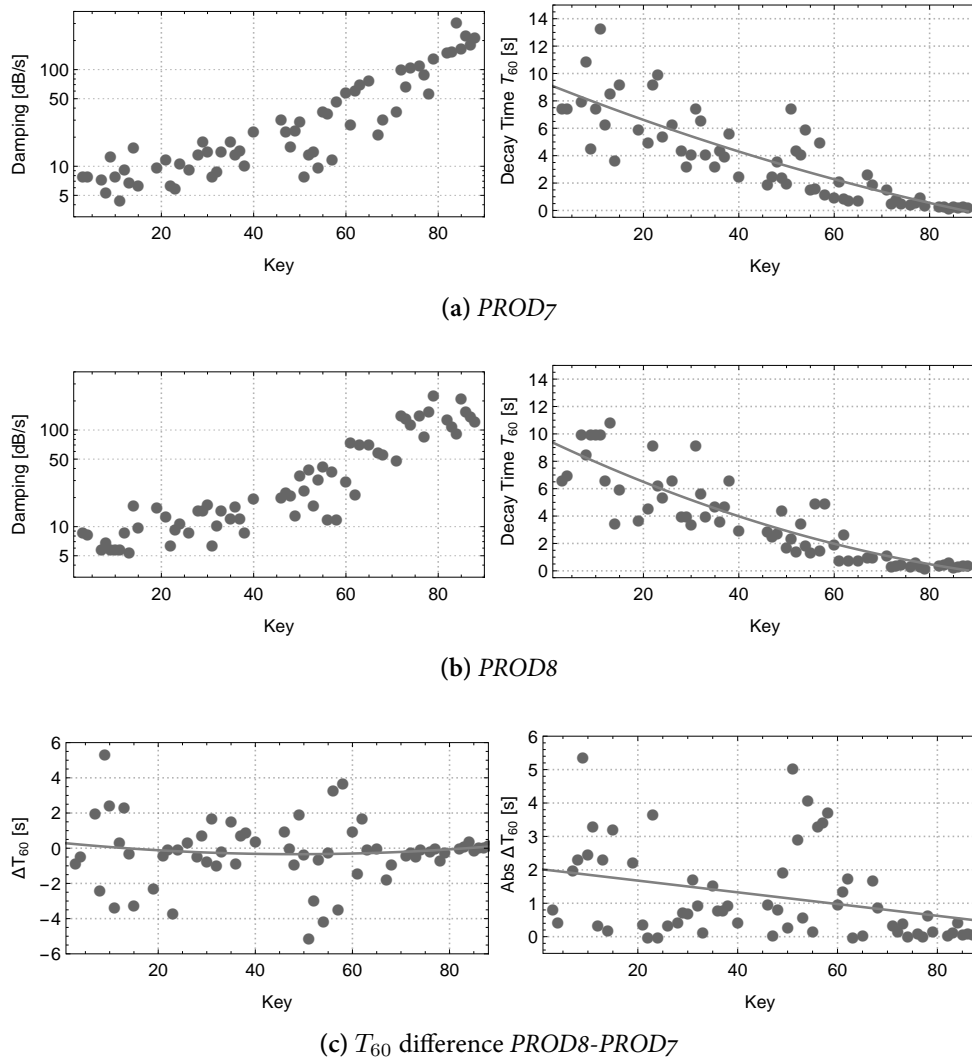 100
50
10
5
Damping [dB/s]
20 40 60 80
Key
14
12
10
8
6
4
2
0
Decay Time T60 [s]
20 40 60 80
Key
(a) PROD7
100
50
10
5
Damping [dB/s]
20 40 60 80
Key
14
12
10
8
6
4
2
0
Decay Time T60 [s]
20 40 60 80
Key
(b) PROD8
6
4
2
0
−2
−4
−6
ΔT60 [s]
20 40 60 80
Key
6
5
4
3
2
1
0
Abs ΔT60 [s]
20 40 60 80
Key
(c) T60 difference PROD8-PROD7